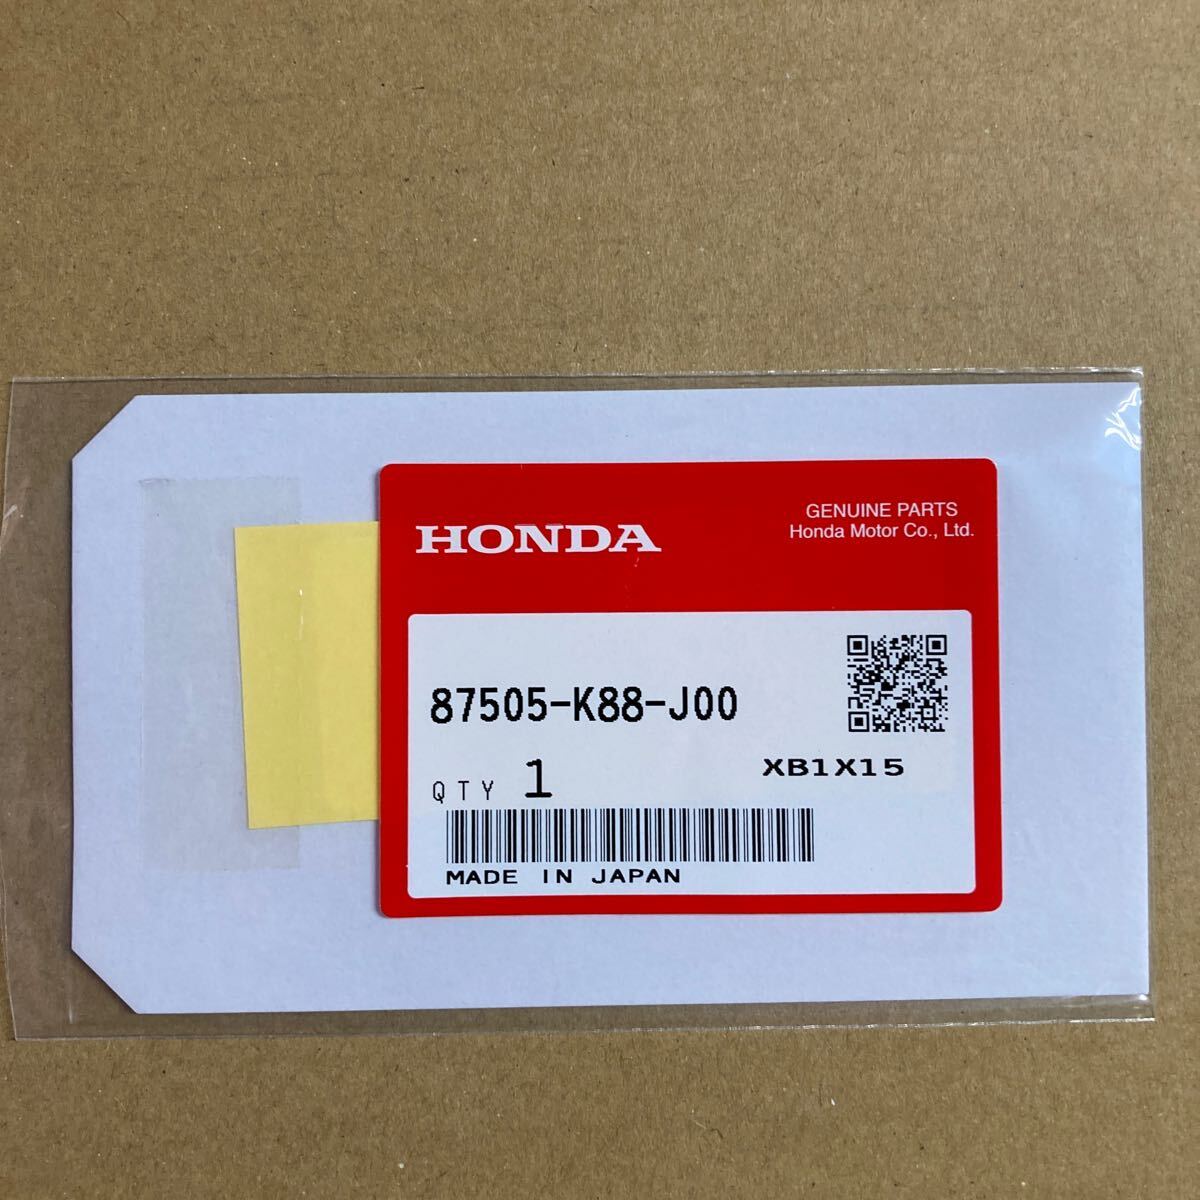 HONDA
GENUINE PARTS
Honda Motor Co., Ltd.
87505-K88-J00
QTY 1
XB1X15
MADE IN JAPAN